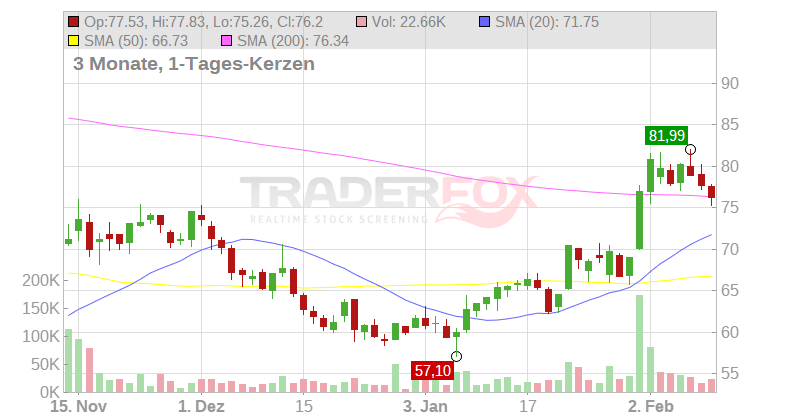 Op:77.53, Hi:77.83, Lo:75.26, Cl:76.2 Vol: 22.66K SMA (20): 71.75
SMA (50): 66.73 SMA (200): 76.34
3 Monate, 1-Tages-Kerzen
90
85
81,99
80
TRADERFOX
REALTIME STOCK SCREENING
75
70
200K
65
150K
100K
60
50K
57,10
55
0K
15. Nov 1. Dez 15 3. Jan 17 2. Feb